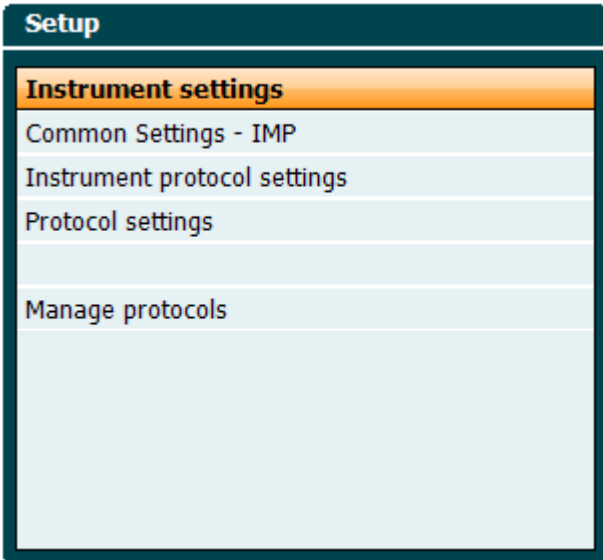 Setup
Instrument settings
Common Settings - IMP
Instrument protocol settings
Protocol settings
Manage protocols